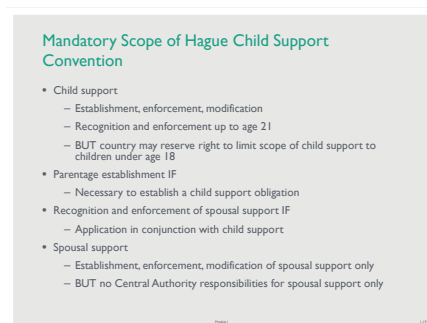 Mandatory Scope of Hague Child Support
Convention
• Child support
– Establishment, enforcement, modification
– Recognition and enforcement up to age 21
– BUT country may reserve right to limit scope of child support to
children under age 18
• Parentage establishment IF
– Necessary to establish a child support obligation
• Recognition and enforcement of spousal support IF
– Application in conjunction with child support
• Spousal support
– Establishment, enforcement, modification of spousal support only
– BUT no Central Authority responsibilities for spousal support only